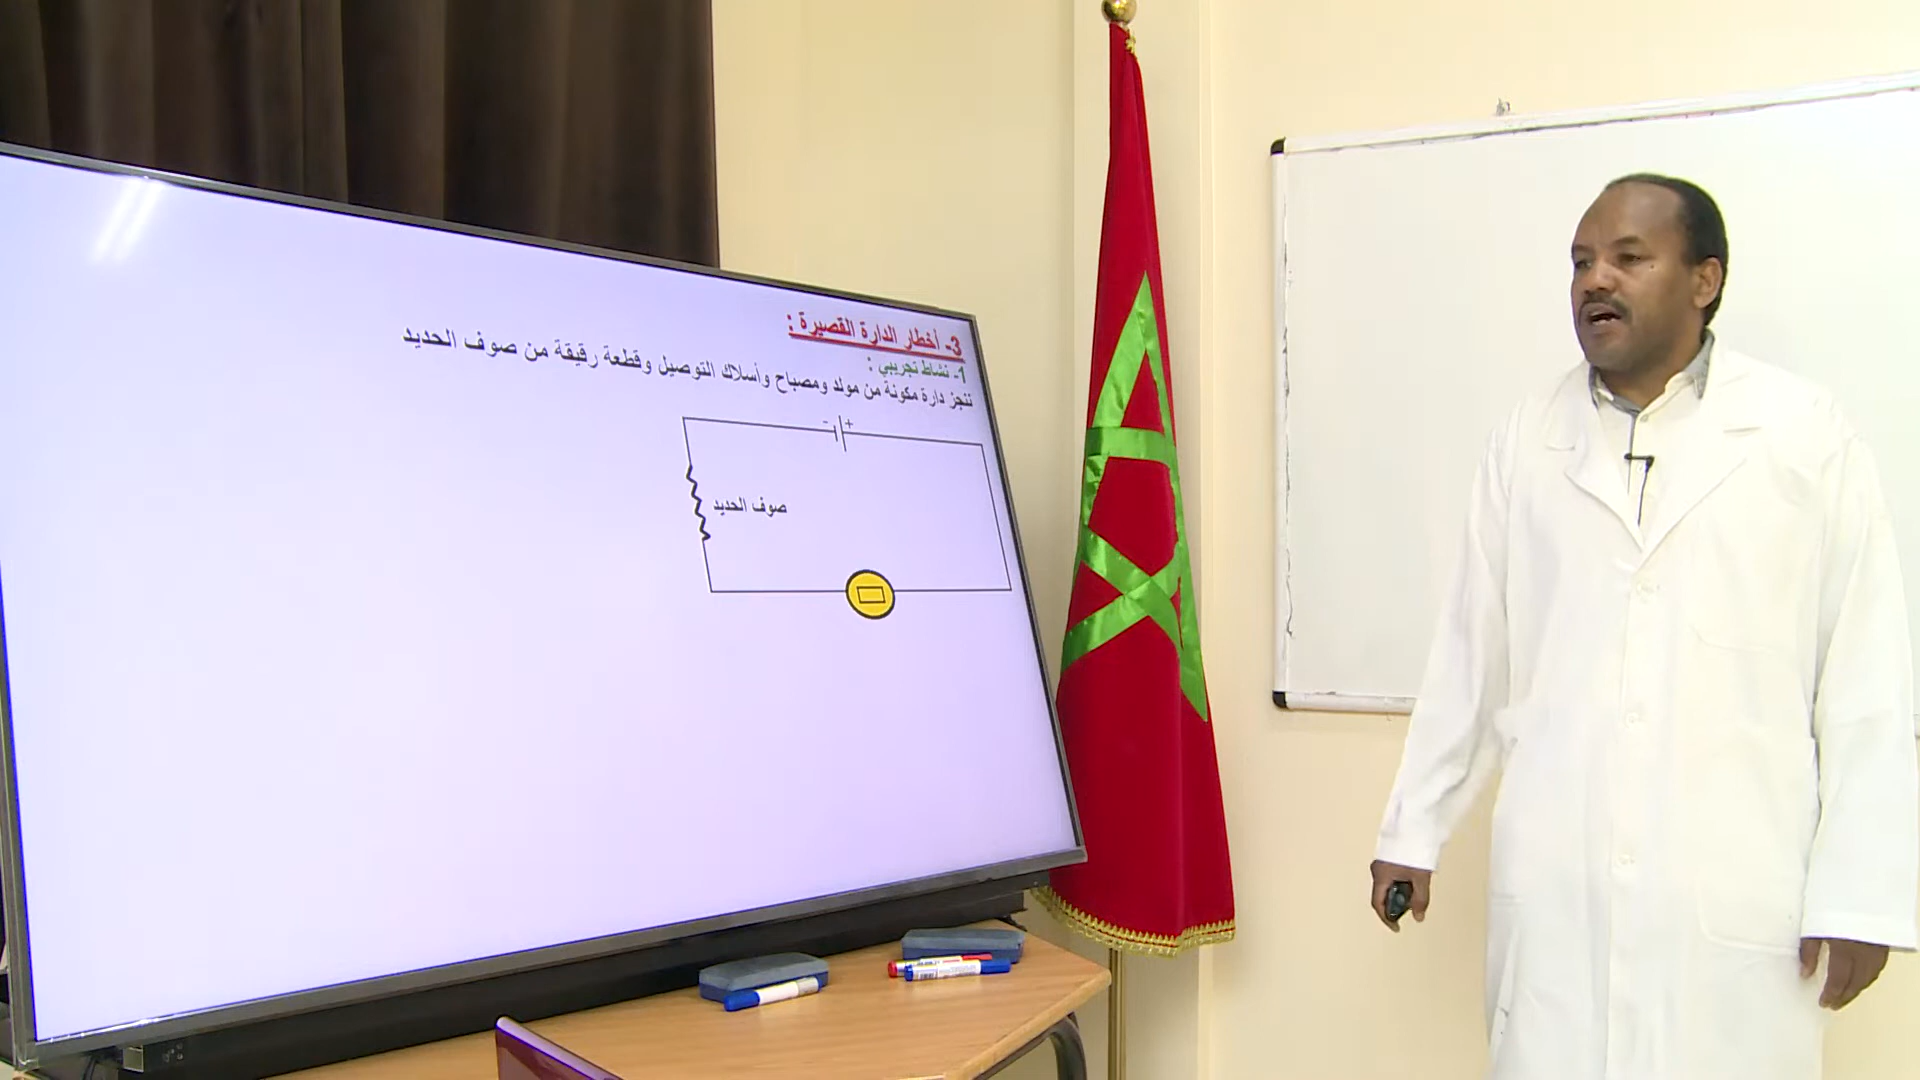 3- أخطار الدارة القصيرة :
1- نشاط تجريبي :
ننجز دارة مكونة من مولد ومصباح وأسلاك التوصيل وقطعة رقيقة من صوف الحديد
- +
صوف الحديد